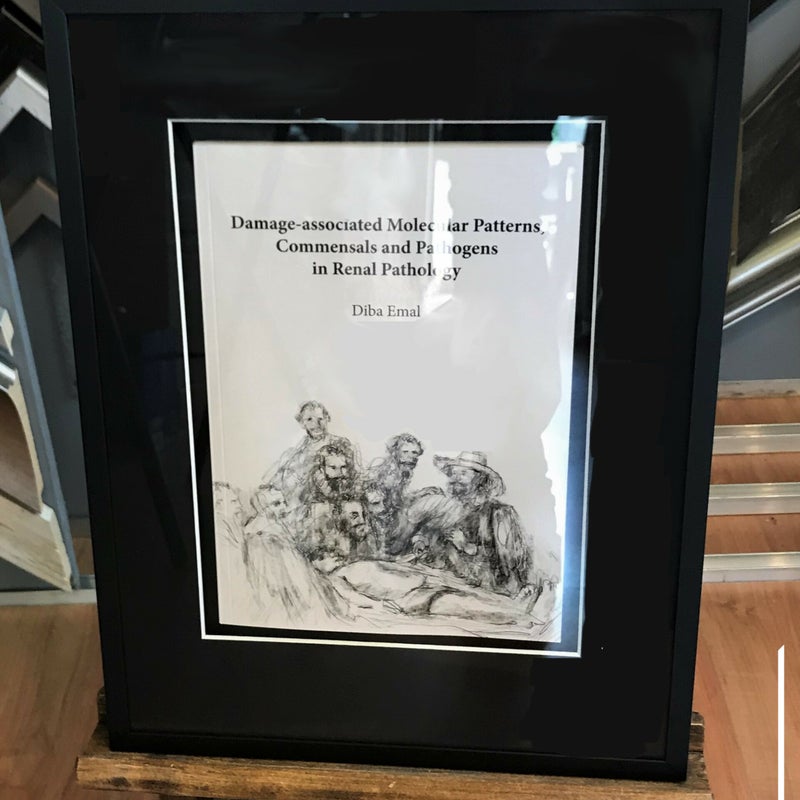 Damage-associated Molecular Patterns,
Commensals and Pathogens
in Renal Pathology
Diba Emal